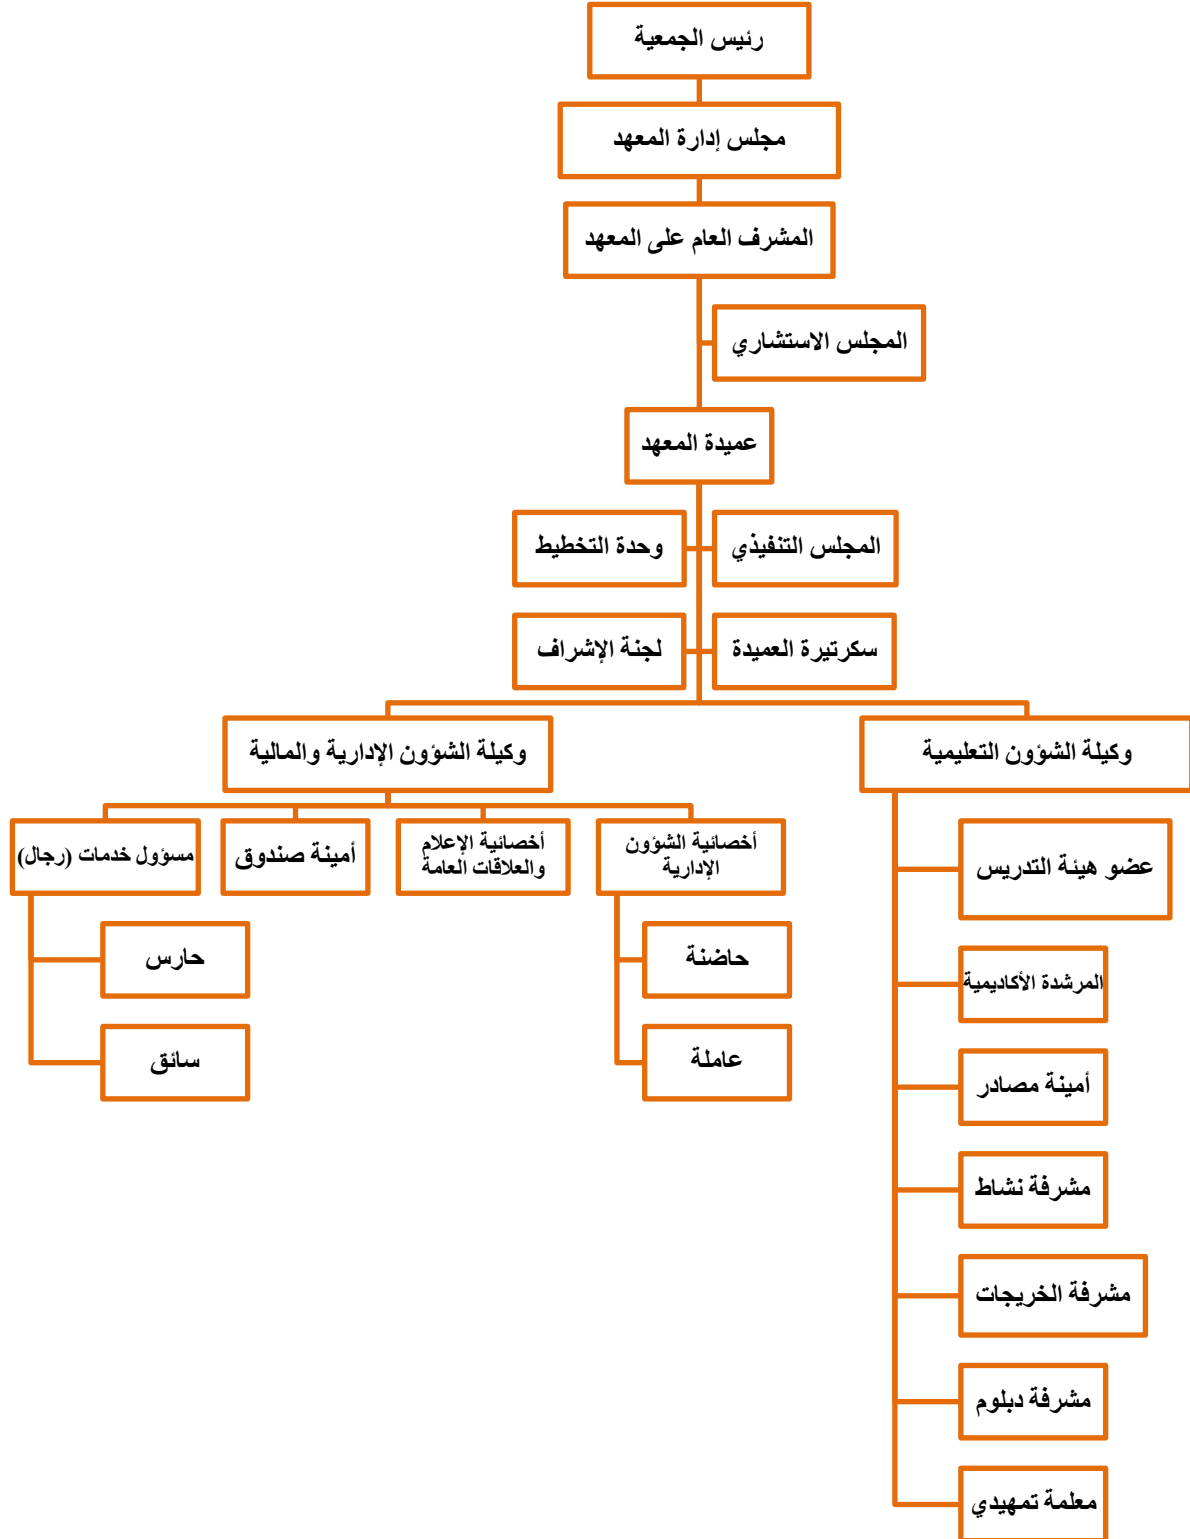 رئيس الجمعية
مجلس إدارة المعهد
المشرف العام على المعهد
المجلس الاستشاري
عميدة المعهد
المجلس التنفيذي
وحدة التخطيط
سكرتيرة العميدة
لجنة الإشراف
وكيلة الشؤون التعليمية
وكيلة الشؤون الإدارية والمالية
عضو هيئة التدريس
المرشدة الأكاديمية
أمينة مصادر
مشرفة نشاط
مشرفة الخريجات
مشرفة دبلوم
معلمة تمهيدي
أخصائية الشؤون
الإدارية
حاضنة
عاملة
أخصائية الإعلام
والعلاقات العامة
أمينة صندوق
مسؤول خدمات (رجال)
حارس
سائق